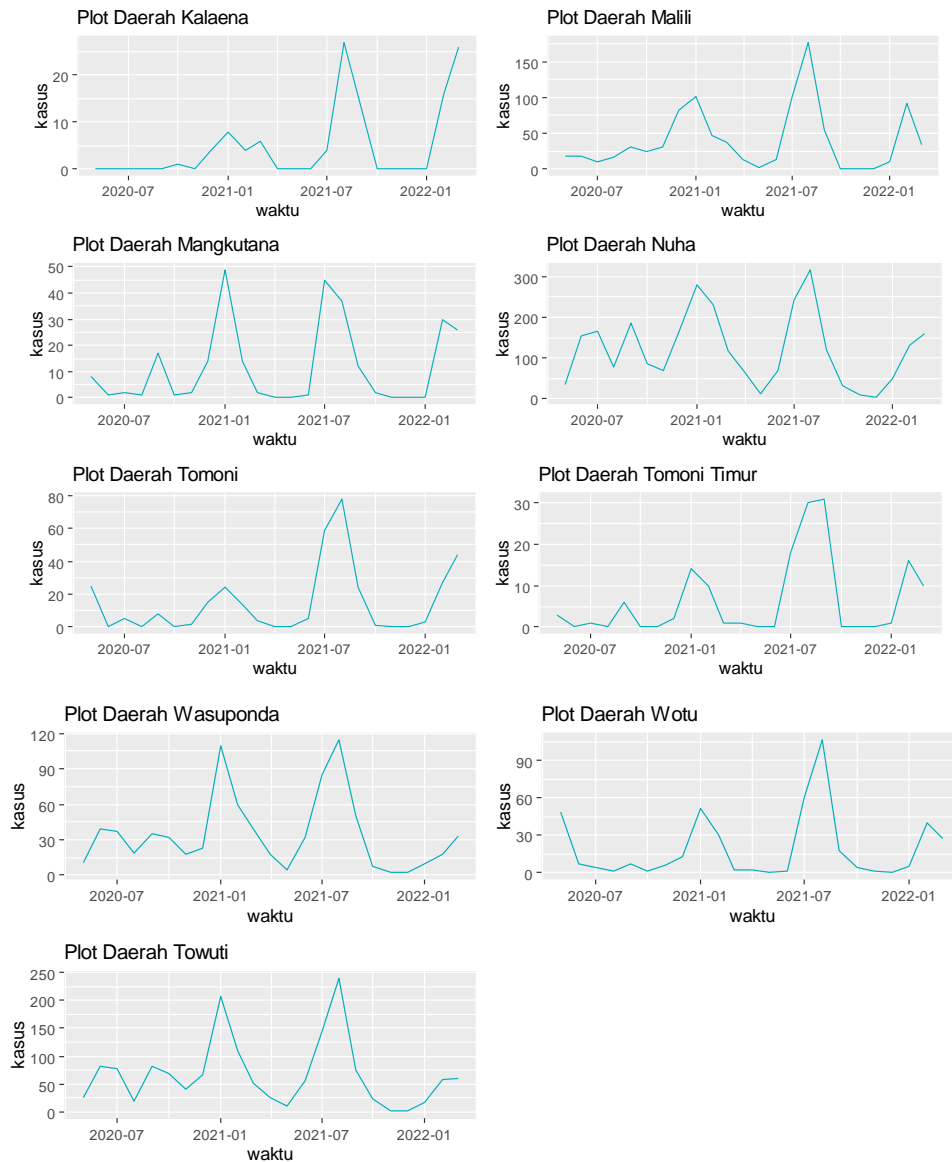 Plot Daerah Kalaena
kasus
20
10
0
2020-07
2021-01
2021-07
2022-01
waktu
Plot Daerah Malili
kasus
150
100
50
0
2020-07
2021-01
2021-07
2022-01
waktu
Plot Daerah Mangkutana
kasus
50
40
30
20
10
0
2020-07
2021-01
2021-07
2022-01
waktu
Plot Daerah Nuha
kasus
300
200
100
0
2020-07
2021-01
2021-07
2022-01
waktu
Plot Daerah Tomoni
kasus
80
60
40
20
0
2020-07
2021-01
2021-07
2022-01
waktu
Plot Daerah Tomoni Timur
kasus
30
20
10
0
2020-07
2021-01
2021-07
2022-01
waktu
Plot Daerah Wasuponda
kasus
120
90
60
30
0
2020-07
2021-01
2021-07
2022-01
waktu
Plot Daerah Wotu
kasus
90
60
30
0
2020-07
2021-01
2021-07
2022-01
waktu
Plot Daerah Towuti
kasus
250
200
150
100
50
0
2020-07
2021-01
2021-07
2022-01
waktu